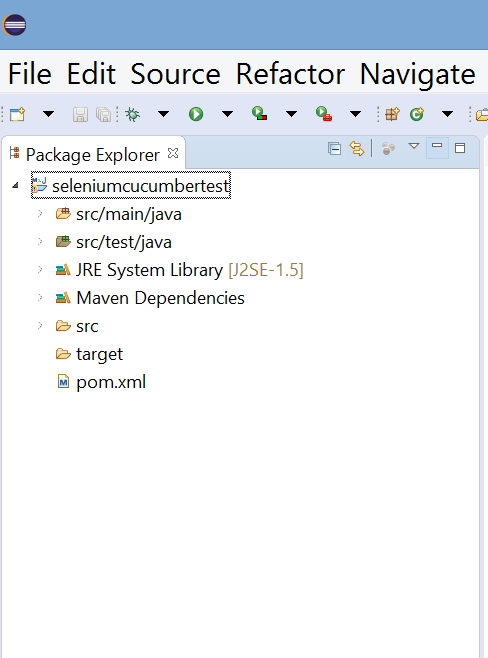 File Edit Source Refactor Navigate
Package Explorer
seleniumcucumbertest
src/main/java
src/test/java
JRE System Library [J2SE-1.5]
Maven Dependencies
src
target
pom.xml